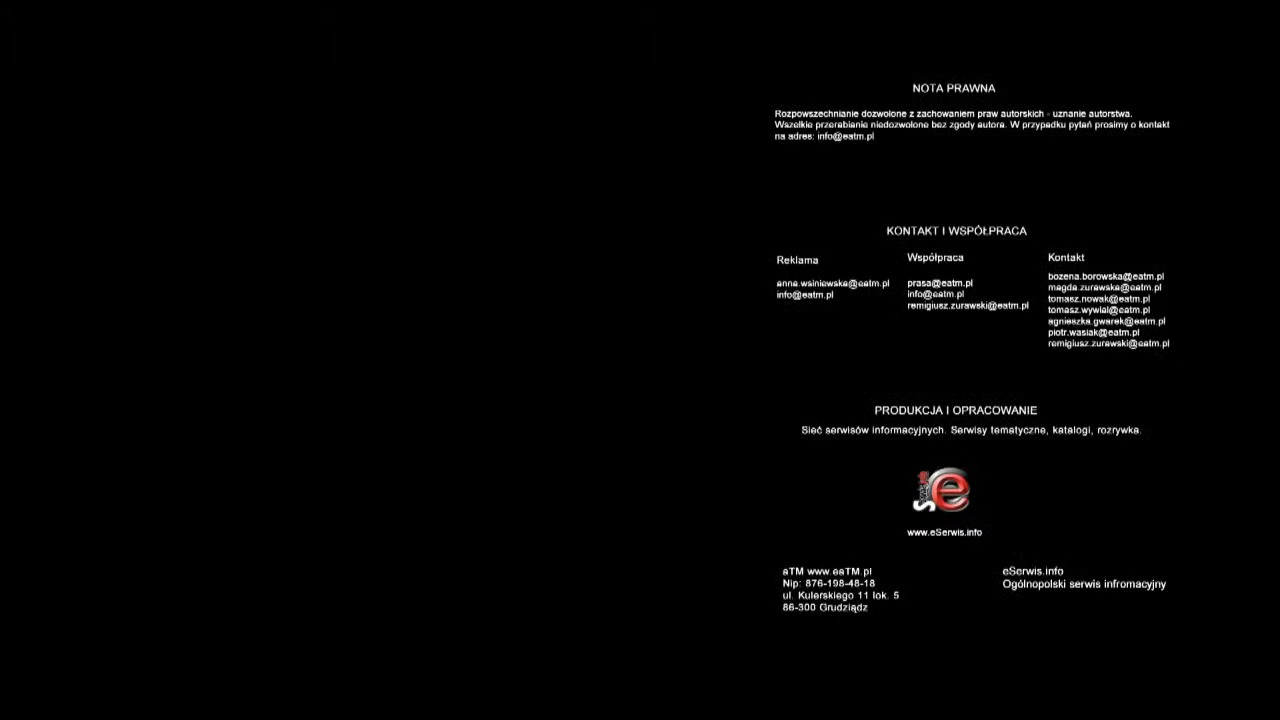 NOTA PRAWNA
Rozpowszechnianie dozwolone z zachowaniem praw autorskich - uznanie autorstwa.
Wszelkie przerabianie niedozwolone bez zgody autora. W przypadku pytań prosimy o kontakt
na adres: info@eatm.pl
KONTAKT I WSPÓŁPRACA
Reklama
anna.wsiniewska@eatm.pl
info@eatm.pl
Współpraca
prasa@eatm.pl
info@eatm.pl
remigiusz.zurawski@eatm.pl
Kontakt
bozena.borowska@eatm.pl
magda.zurawska@eatm.pl
tomasz.nowak@eatm.pl
tomasz.wywial@eatm.pl
agnieszka.gwarek@eatm.pl
piotr.wasiak@eatm.pl
remigiusz.zurawski@eatm.pl
PRODUKCJA I OPRACOWANIE
Sieć serwisów informacyjnych. Serwisy tematyczne, katalogi, rozrywka.
e
www.eSerwis.info
aTM www.eaTM.pl
Nip: 876-198-48-18
ul. Kulerskiego 11 lok. 5
86-300 Grudziądz
eSerwis.info
Ogólnopolski serwis infromacyjny